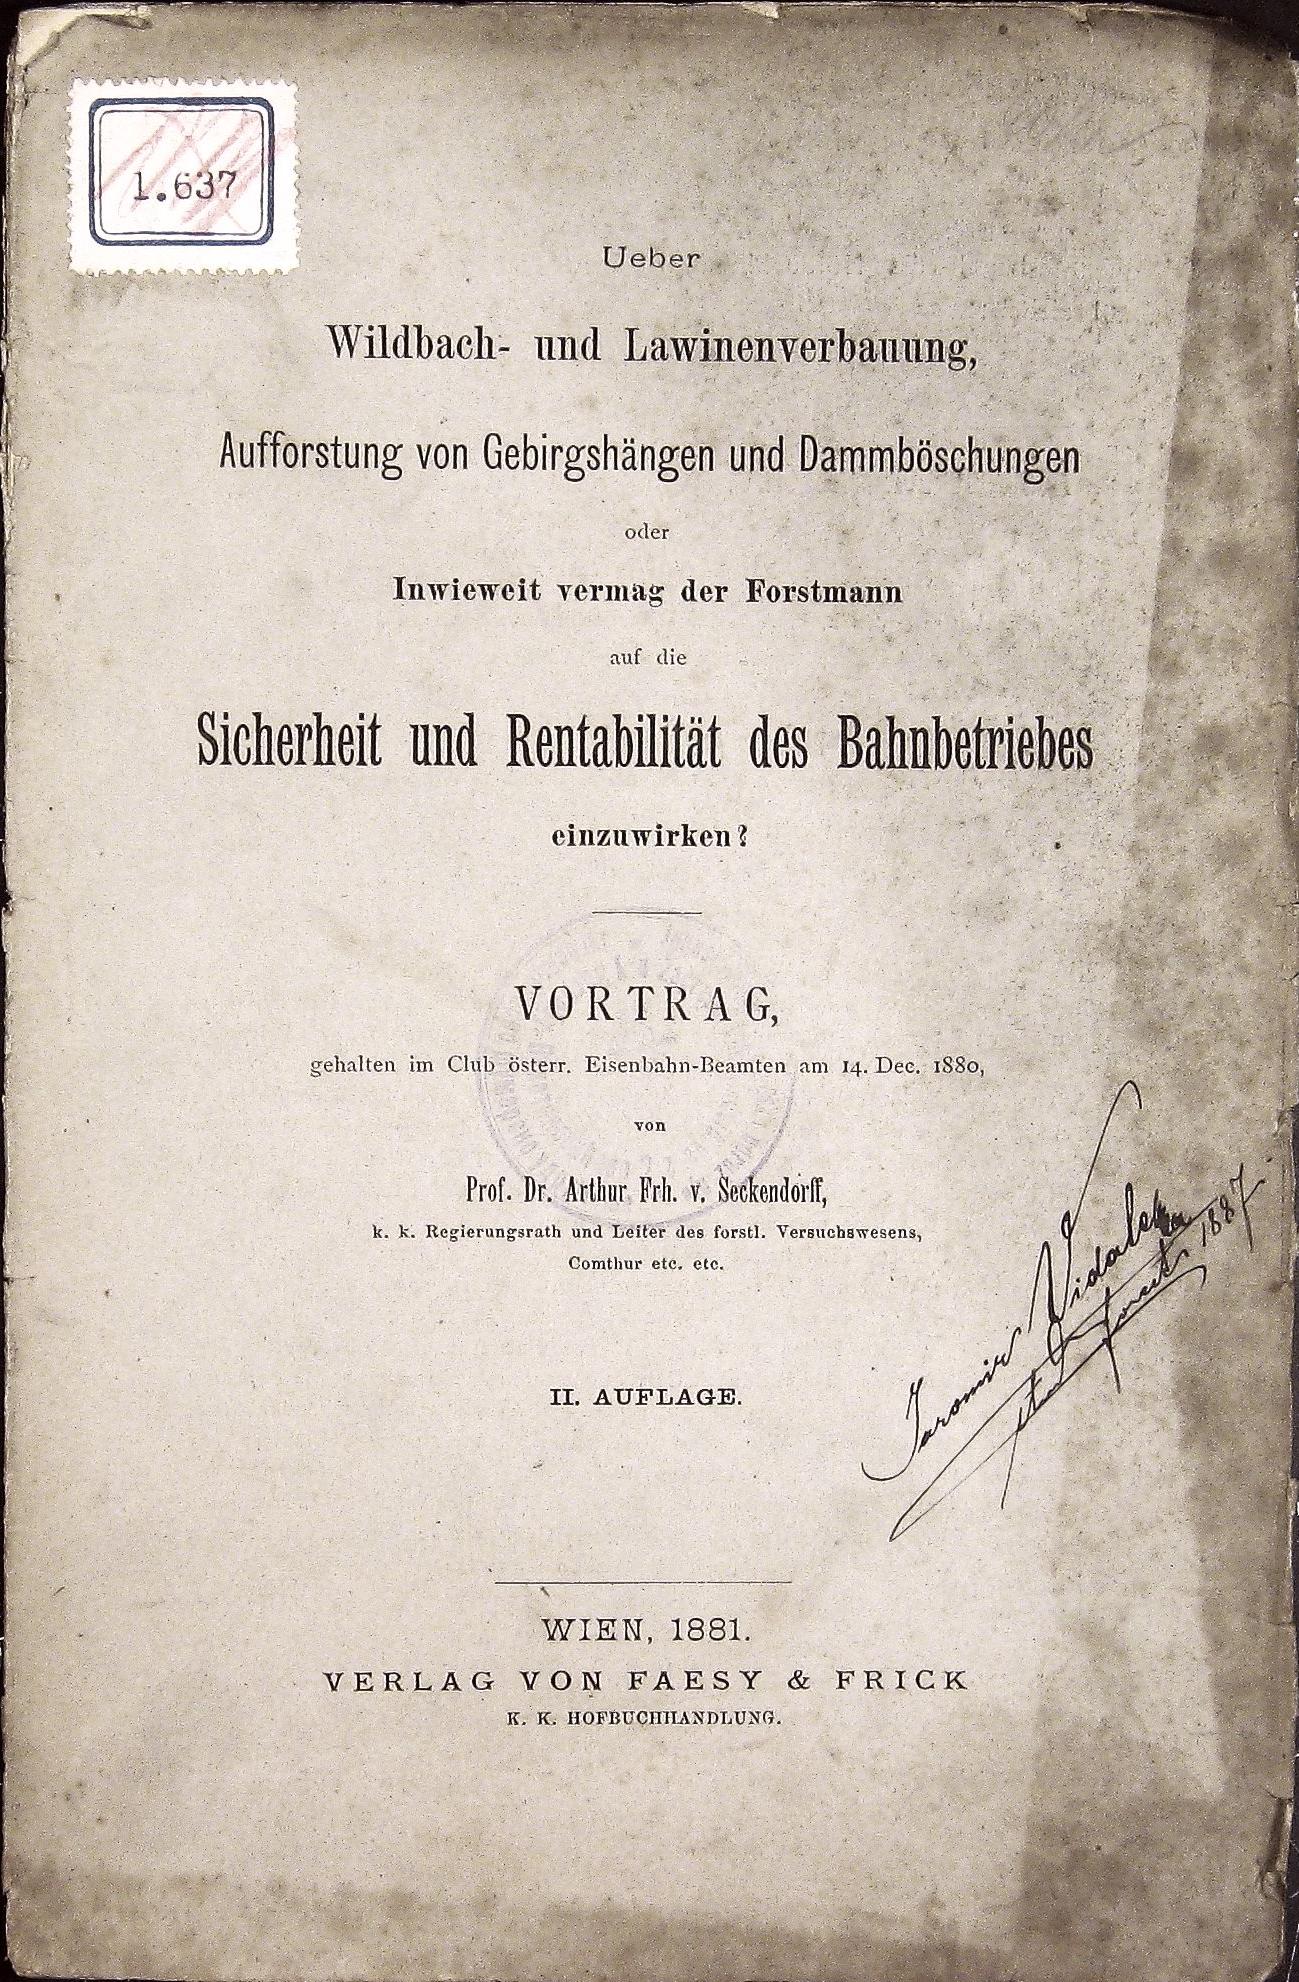 1.637
Ueber
Wildbach- und Lawinenverbauung,
Aufforstung von Gebirgshängen und Dammböschungen
oder
Inwieweit vermag der Forstmann
auf die
Sicherheit und Rentabilität des Bahnbetriebes
einzuwirken?
VORTRAG,
gehalten im Club österr. Eisenbahn-Beamten am 14. Dec. 1880,
von
Prof. Dr. Arthur Frh. v. Seckendorff,
k. k. Regierungsrath und Leiter des forstl. Versuchswesens,
Comthur etc. etc.
Jaromir Vidalek
1887
II. AUFLAGE.
WIEN, 1881.
VERLAG VON FAESY & FRICK
K. K. HOFBUCHHANDLUNG.